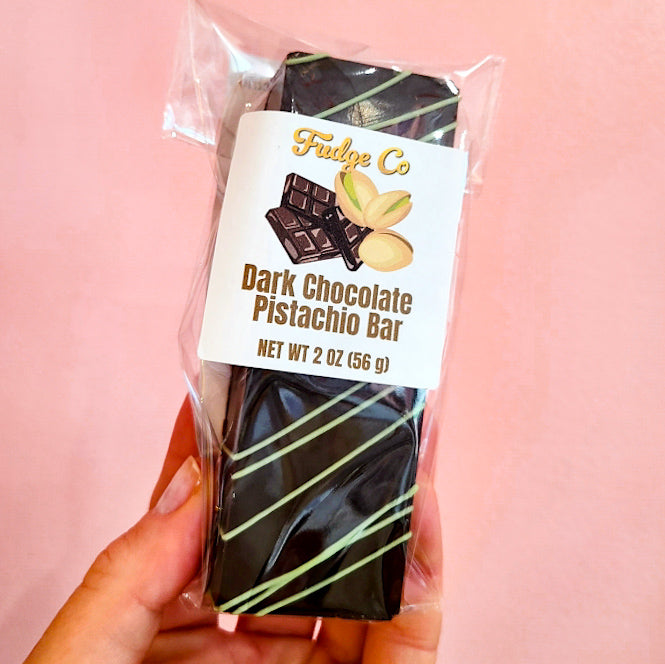 Fudge Co
Dark Chocolate
Pistachio Bar
NET WT 2 OZ (56 g)